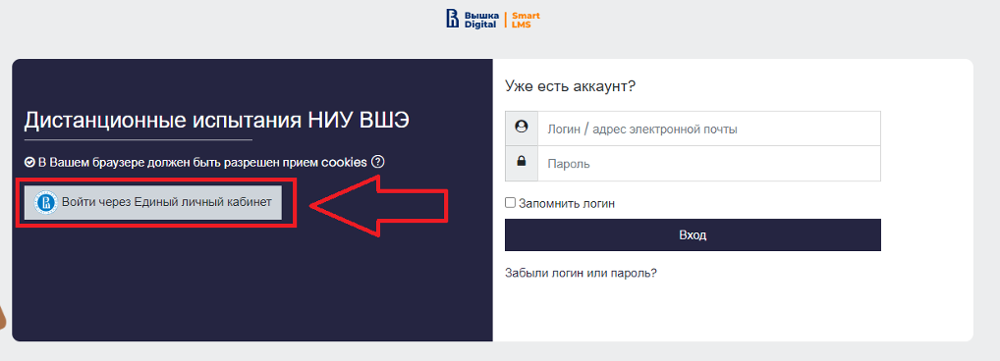 Вышка
Digital
Smart
LMS
Дистанционные испытания НИУ ВШЭ
В Вашем браузере должен быть разрешен прием cookies
Войти через Единый личный кабинет
Уже есть аккаунт?
Логин / адрес электронной почты
Пароль
Запомнить логин
Вход
Забыли логин или пароль?